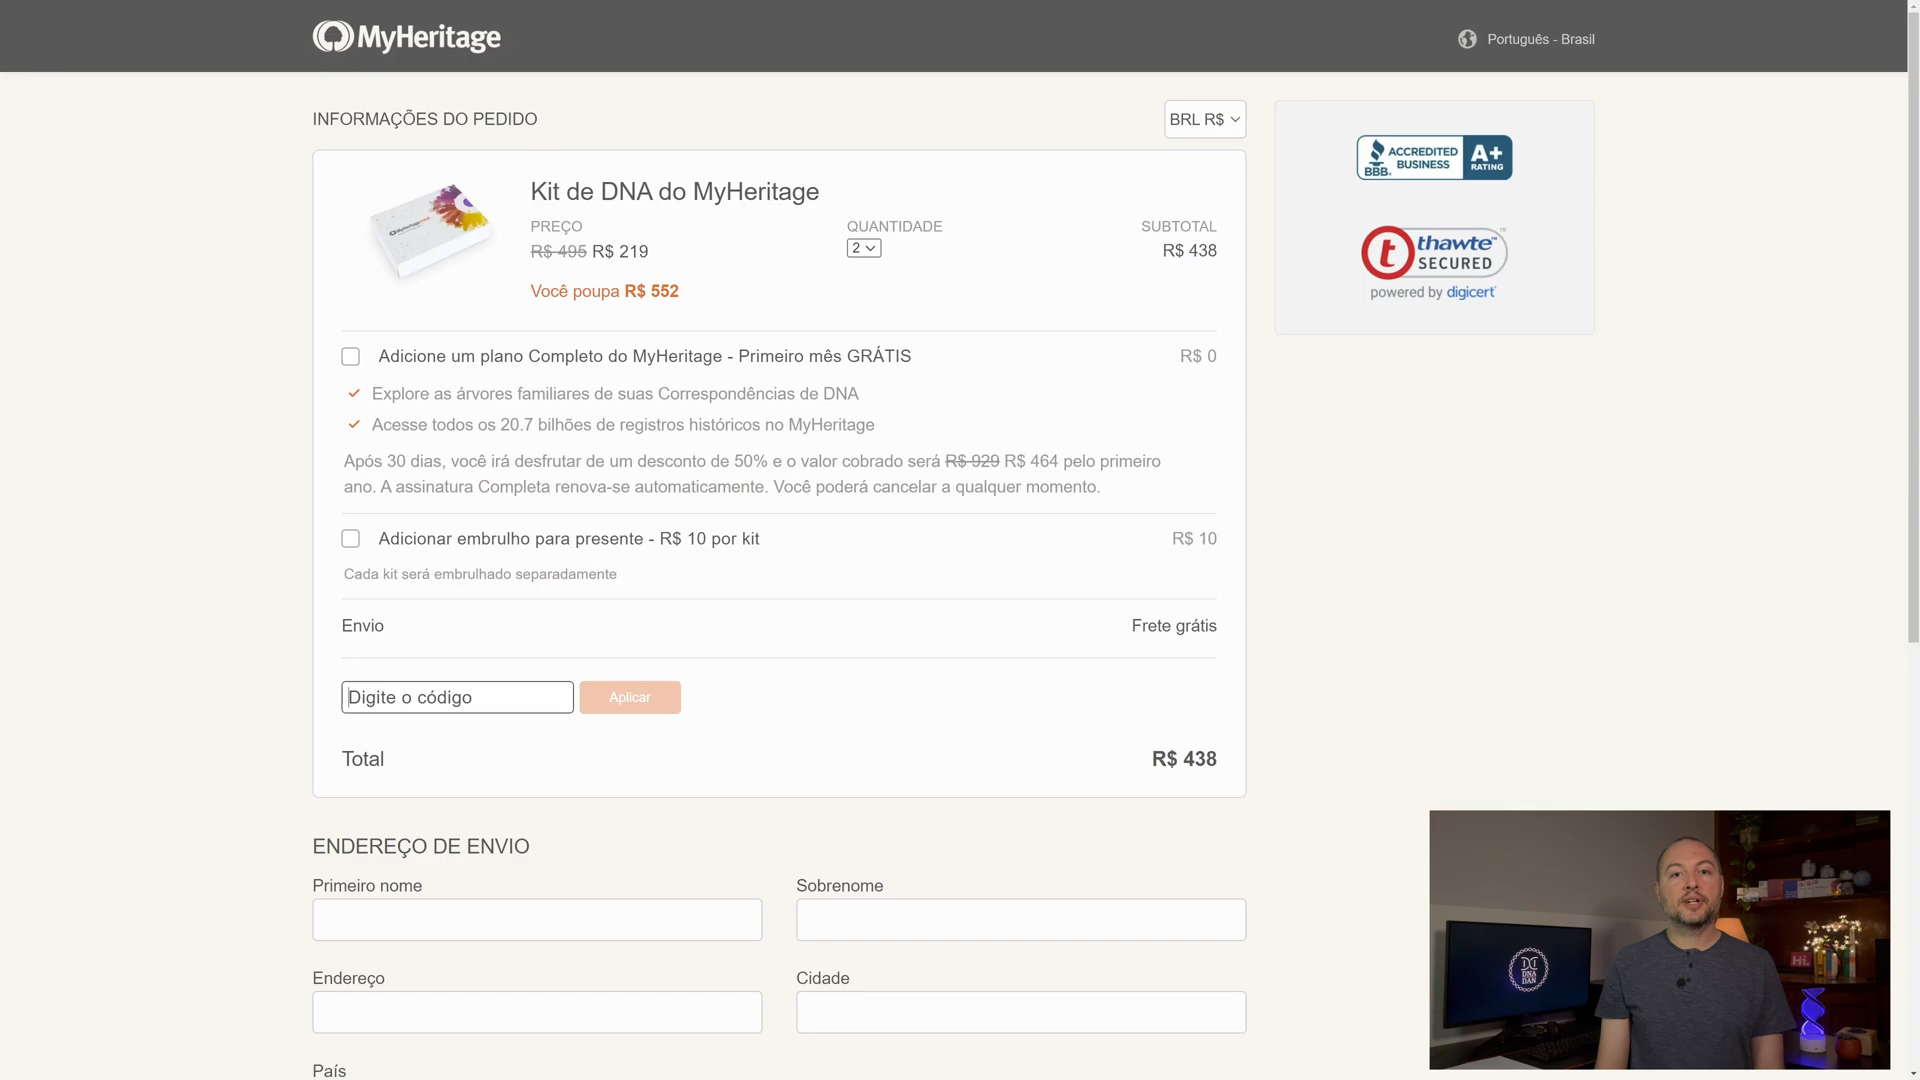 MyHeritage
Português - Brasil
INFORMAÇÕES DO PEDIDO
BRL R$
Kit de DNA do MyHeritage
PREÇO
QUANTIDADE
SUBTOTAL
R$ 495 R$ 219
2
R$ 438
Você poupa R$ 552
Adicione um plano Completo do MyHeritage - Primeiro mês GRÁTIS
R$ 0
Explore as árvores familiares de suas Correspondências de DNA
Acesse todos os 20.7 bilhões de registros históricos no MyHeritage
Após 30 dias, você irá desfrutar de um desconto de 50% e o valor cobrado será R$ 929 R$ 464 pelo primeiro
ano. A assinatura Completa renova-se automaticamente. Você poderá cancelar a qualquer momento.
Adicionar embrulho para presente - R$ 10 por kit
R$ 10
Cada kit será embrulhado separadamente
Envio
Frete grátis
Digite o código
Aplicar
Total
R$ 438
ENDEREÇO DE ENVIO
Primeiro nome
Sobrenome
Endereço
Cidade
País
BBB.
ACCREDITED
BUSINESS
A+
RATING
t
thawte™
SECURED
powered by digicert
MyHeritage
DNA
DAN
Hi.